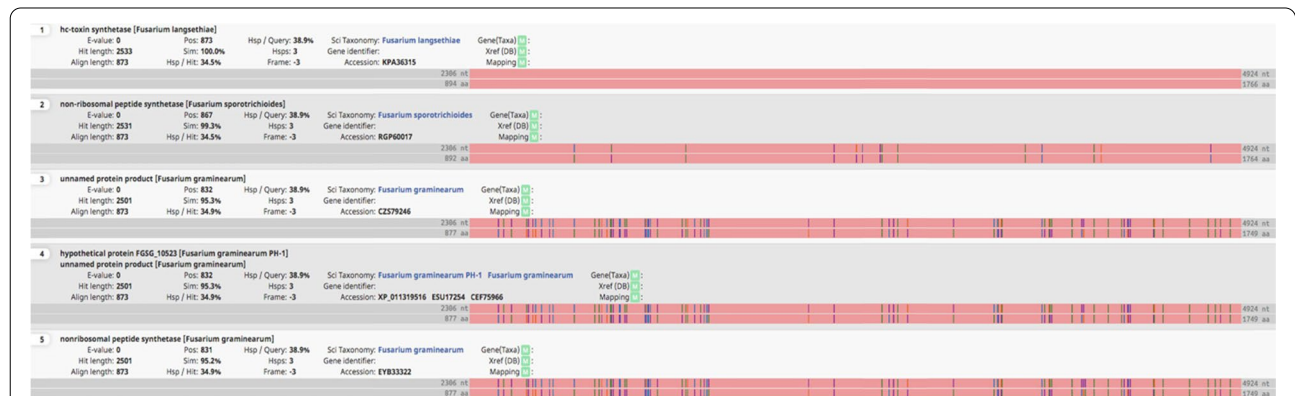 1 hc-toxin synthetase [Fusarium langsethiae]
E-value: 0 Pos: 873 Hsp / Query: 38.9% Sci Taxonomy: Fusarium langsethiae Gene(Taxa) M :
Hit length: 2533 Sim: 100.0% Hsps: 3 Gene identifier: Xref (DB) M :
Align length: 873 Hsp / Hit: 34.5% Frame: -3 Accession: KPA36315 Mapping M :
2306 nt 4924 nt
894 aa 1766 aa
2 non-ribosomal peptide synthetase [Fusarium sporotrichioides]
E-value: 0 Pos: 867 Hsp / Query: 38.9% Sci Taxonomy: Fusarium sporotrichioides Gene(Taxa) M :
Hit length: 2531 Sim: 99.3% Hsps: 3 Gene identifier: Xref (DB) M :
Align length: 873 Hsp / Hit: 34.5% Frame: -3 Accession: RGP60017 Mapping M :
2306 nt 4924 nt
892 aa 1764 aa
3 unnamed protein product [Fusarium graminearum]
E-value: 0 Pos: 832 Hsp / Query: 38.9% Sci Taxonomy: Fusarium graminearum Gene(Taxa) M :
Hit length: 2501 Sim: 95.3% Hsps: 3 Gene identifier: Xref (DB) M :
Align length: 873 Hsp / Hit: 34.9% Frame: -3 Accession: CZS79246 Mapping M :
2306 nt 4924 nt
877 aa 1749 aa
4 hypothetical protein FGSG_10523 [Fusarium graminearum PH-1]
unnamed protein product [Fusarium graminearum]
E-value: 0 Pos: 832 Hsp / Query: 38.9% Sci Taxonomy: Fusarium graminearum PH-1 Fusarium graminearum Gene(Taxa) M :
Hit length: 2501 Sim: 95.3% Hsps: 3 Gene identifier: Xref (DB) M :
Align length: 873 Hsp / Hit: 34.9% Frame: -3 Accession: XP_011319516 ESU17254 CEF75966 Mapping M :
2306 nt 4924 nt
877 aa 1749 aa
5 nonribosomal peptide synthetase [Fusarium graminearum]
E-value: 0 Pos: 831 Hsp / Query: 38.9% Sci Taxonomy: Fusarium graminearum Gene(Taxa) M :
Hit length: 2501 Sim: 95.2% Hsps: 3 Gene identifier: Xref (DB) M :
Align length: 873 Hsp / Hit: 34.9% Frame: -3 Accession: EYB33322 Mapping M :
2306 nt 4924 nt
877 aa 1749 aa